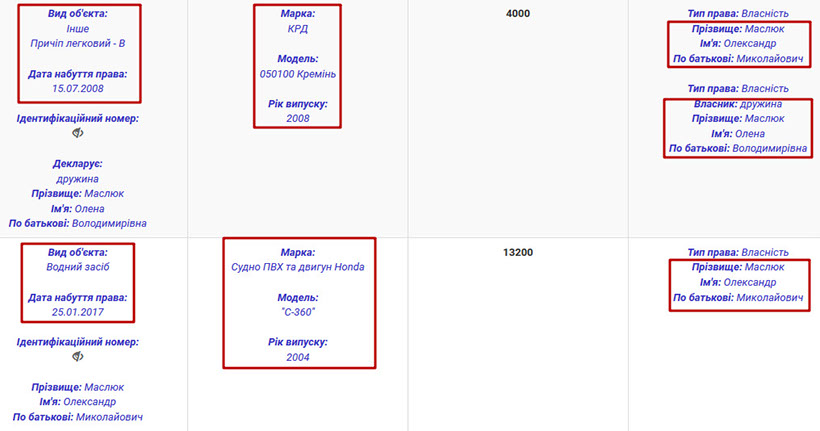 Вид об'єкта:
Інше
Причіп легковий - В
Дата набуття права:
15.07.2008
Ідентифікаційний номер:
Декларує:
дружина
Прізвище: Маслюк
Ім'я: Олена
По батькові: Володимирівна
Марка:
КРД
Модель:
050100 Кремінь
Рік випуску:
2008
4000
Тип права: Власність
Прізвище: Маслюк
Ім'я: Олександр
По батькові: Миколайович
Тип права: Власність
Власник: дружина
Прізвище: Маслюк
Ім'я: Олена
По батькові: Володимирівна
Вид об'єкта:
Водний засіб
Дата набуття права:
25.01.2017
Ідентифікаційний номер:
Прізвище: Маслюк
Ім'я: Олександр
По батькові: Миколайович
Марка:
Судно ПВХ та двигун Honda
Модель:
"С-360"
Рік випуску:
2004
13200
Тип права: Власність
Прізвище: Маслюк
Ім'я: Олександр
По батькові: Миколайович